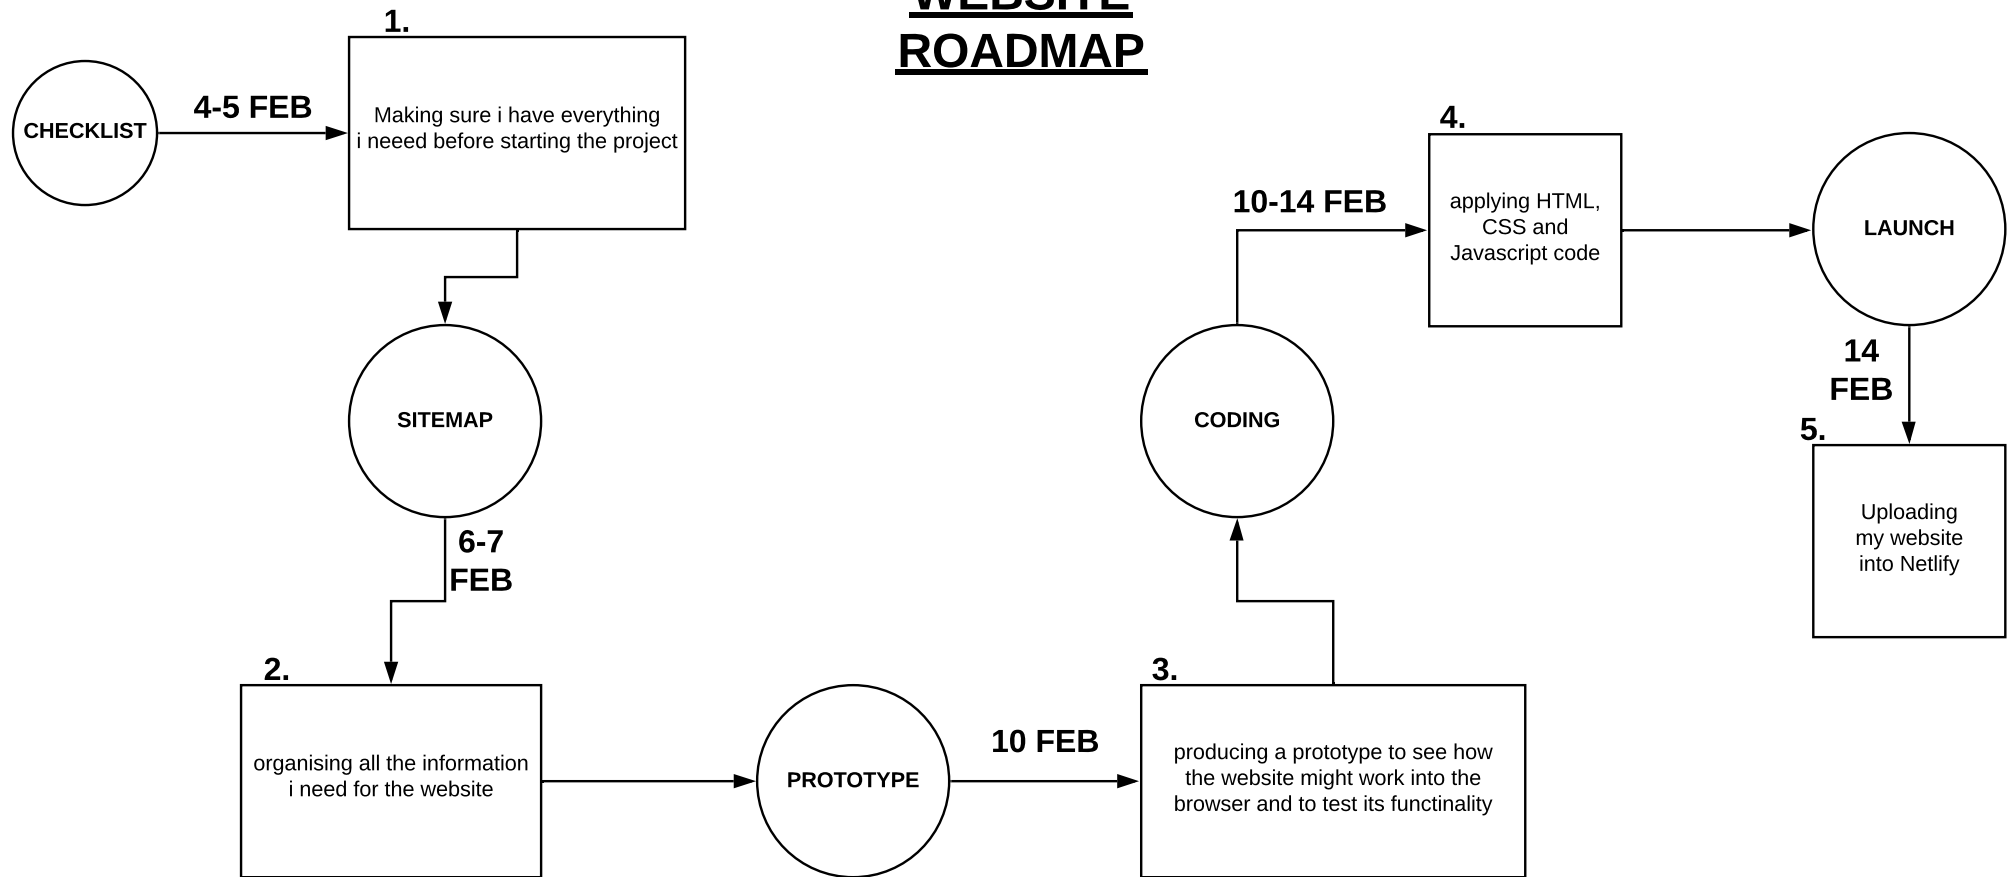 WEBSITE
ROADMAP
1.
CHECKLIST
4-5 FEB
Making sure i have everything
i neeed before starting the project
SITEMAP
6-7
FEB
2.
organising all the information
i need for the website
PROTOTYPE
10 FEB
3.
producing a prototype to see how
the website might work into the
browser and to test its functinality
CODING
10-14 FEB
4.
applying HTML,
CSS and
Javascript code
LAUNCH
14
FEB
5.
Uploading
my website
into Netlify